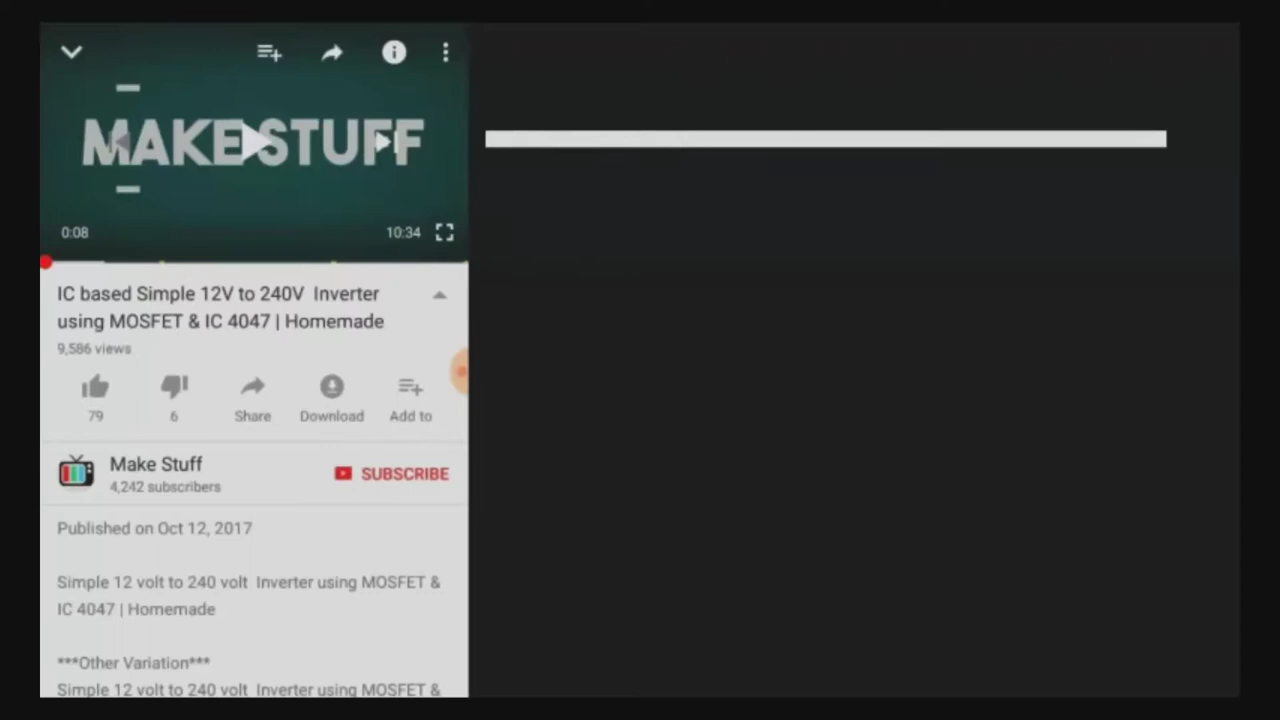 MAKE STUFF
0:08
10:34
IC based Simple 12V to 240V Inverter
using MOSFET & IC 4047 | Homemade
9,586 views
79
6
Share
Download
Add to
Make Stuff
4,242 subscribers
SUBSCRIBE
Published on Oct 12, 2017
Simple 12 volt to 240 volt Inverter using MOSFET &
IC 4047 | Homemade
***Other Variation***
Simple 12 volt to 240 volt Inverter using MOSFET &